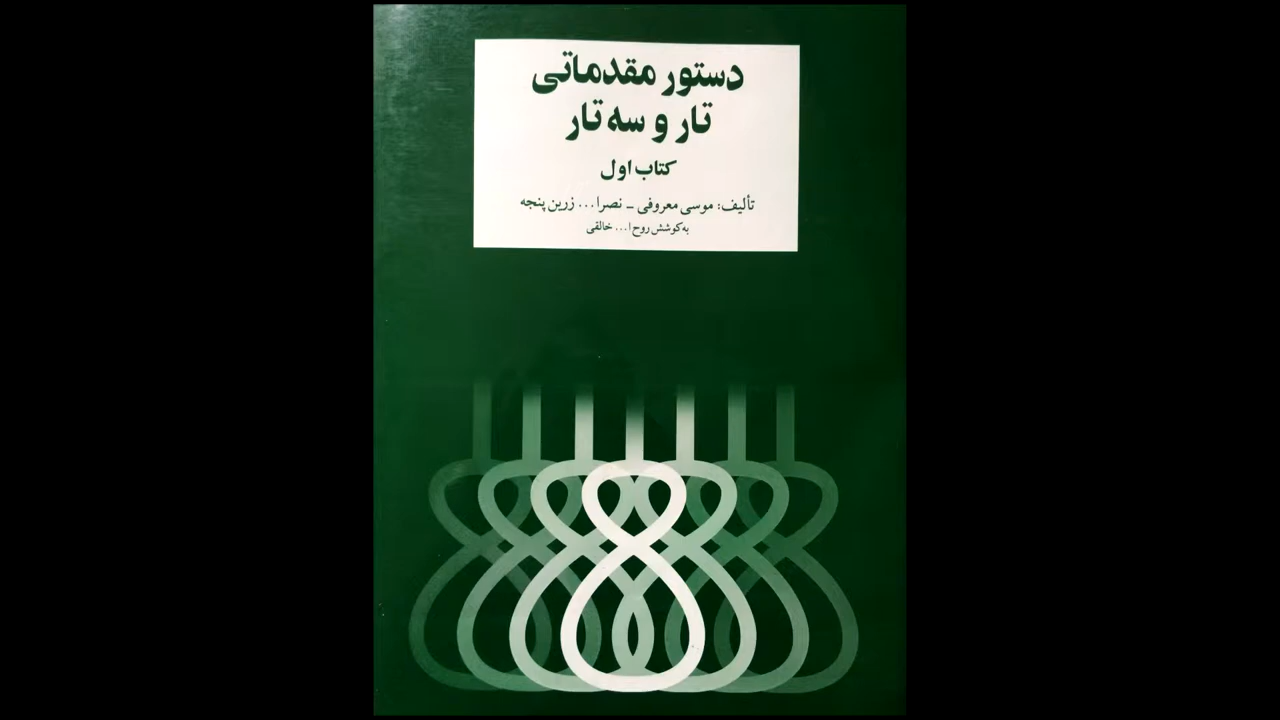 دستور مقدماتی
تار و سه تار
کتاب اول
تألیف: موسی معروفی ـ نصرا... زرین پنجه
به کوشش روح ا... خالقی